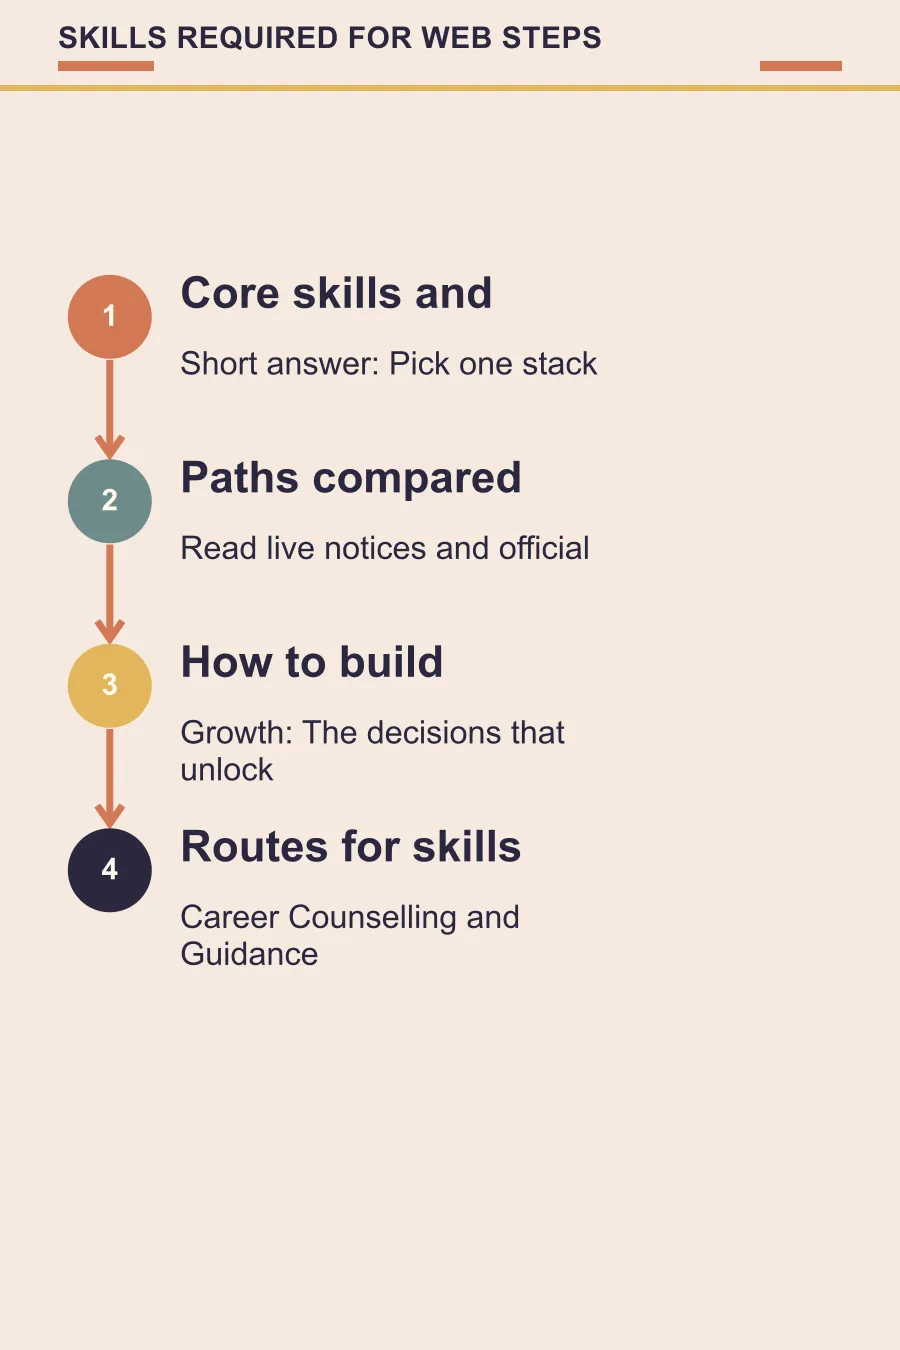 SKILLS REQUIRED FOR WEB STEPS
1
Core skills and
Short answer: Pick one stack
2
Paths compared
Read live notices and official
3
How to build
Growth: The decisions that
unlock
4
Routes for skills
Career Counselling and
Guidance